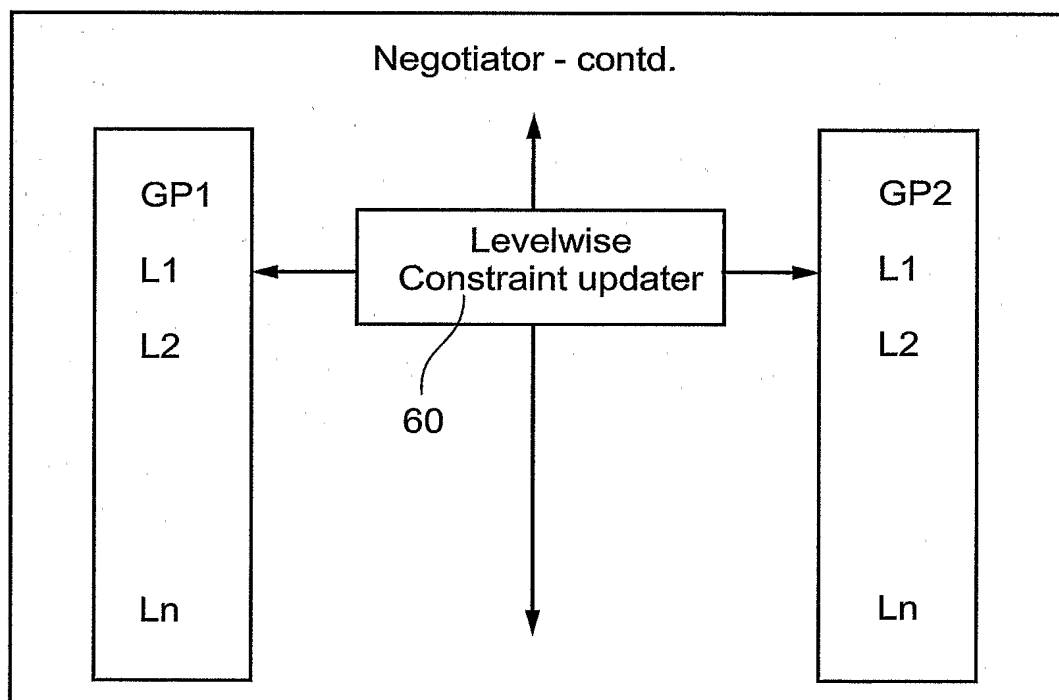 Negotiator - contd.
GP1
L1
L2
Ln
Levelwise
Constraint updater
60
GP2
L1
L2
Ln